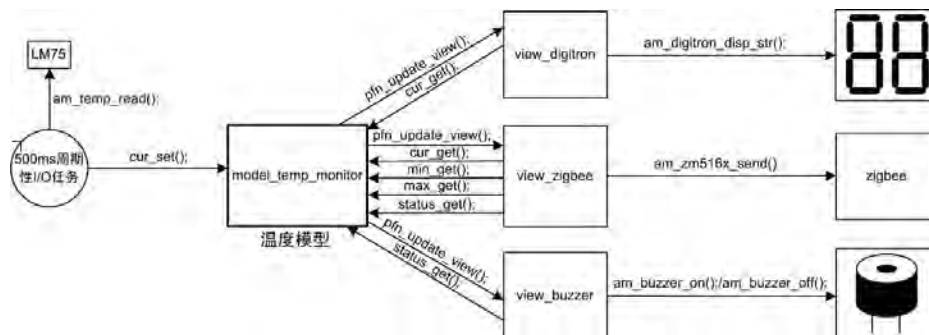 LM75
am_temp_read();
500ms周期
性I/O任务
cur_set();
model_temp_monitor
温度模型
pfn_update_view();
cur_get();
pfn_update_view();
cur_get();
min_get();
max_get();
status_get();
pfn_update_view();
status_get();
view_digitron
am_digitron_disp_str();
view_zigbee
am_zm516x_send()
zigbee
view_buzzer
am_buzzer_on();/am_buzzer_off();